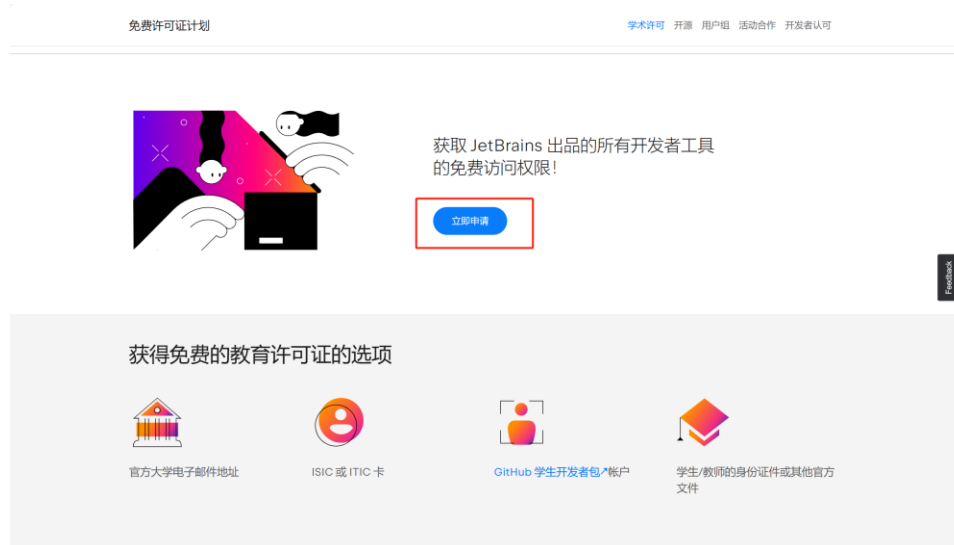 免费许可证计划
学术许可 开源 用户组 活动合作 开发者认可
获取 JetBrains 出品的所有开发者工具
的免费访问权限！
立即申请
Feedback
获得免费的教育许可证的选项
官方大学电子邮件地址
ISIC 或 ITIC 卡
GitHub 学生开发者包↗帐户
学生/教师的身份证件或其他官方
文件